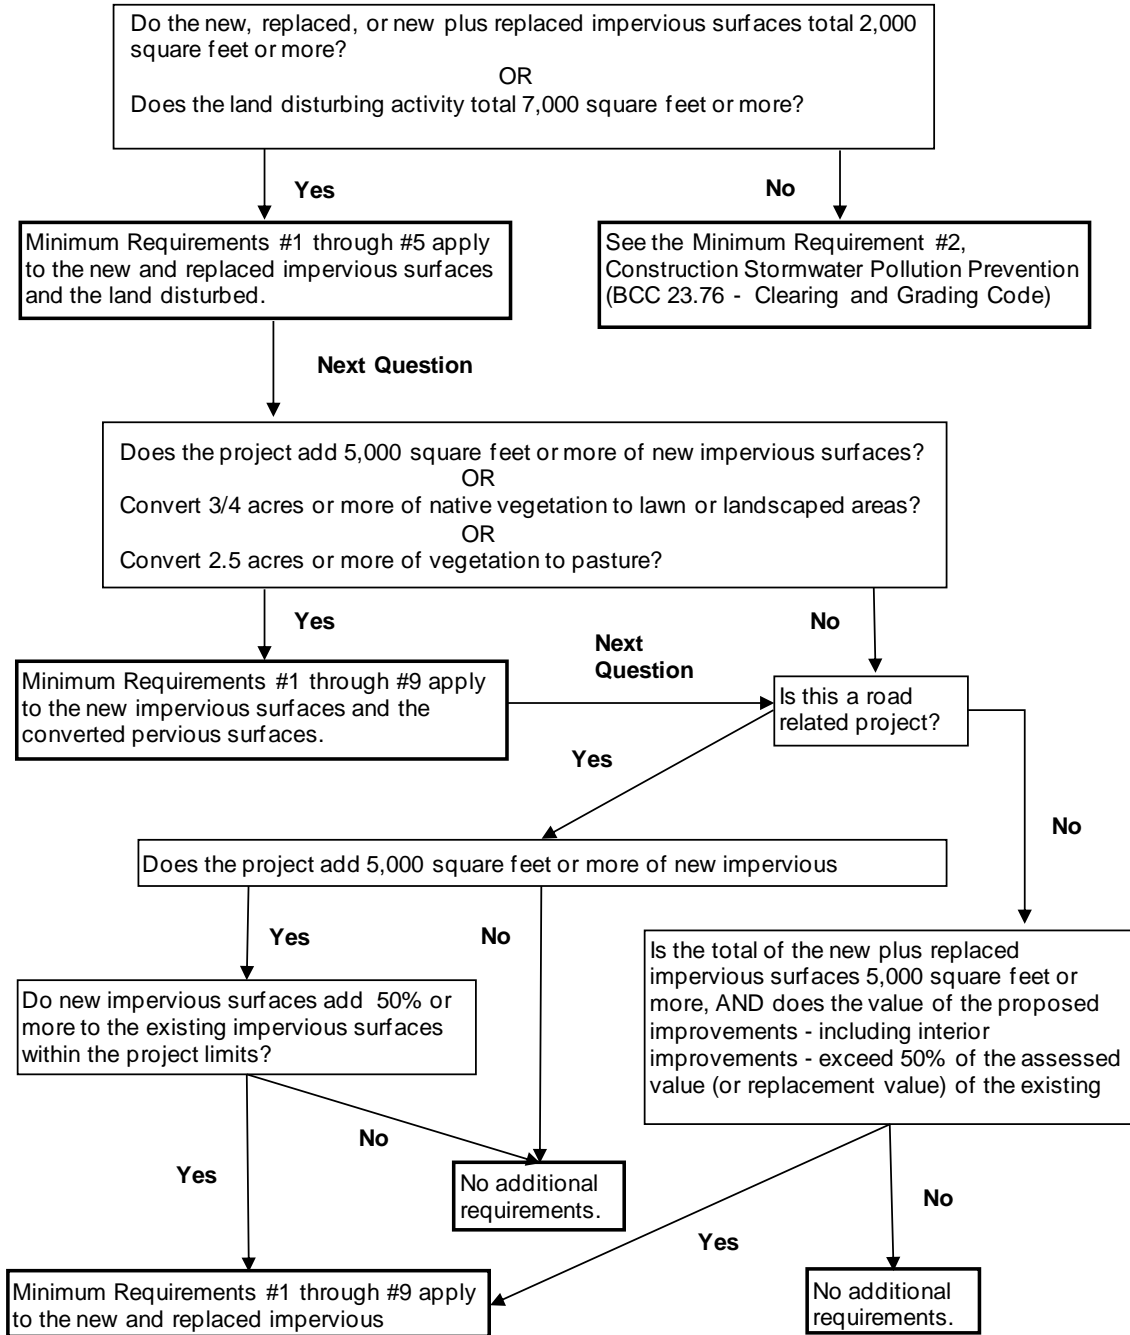 Do the new, replaced, or new plus replaced impervious surfaces total 2,000
square feet or more?
OR
Does the land disturbing activity total 7,000 square feet or more?
Yes
No
Minimum Requirements #1 through #5 apply
to the new and replaced impervious surfaces
and the land disturbed.
See the Minimum Requirement #2,
Construction Stormwater Pollution Prevention
(BCC 23.76 - Clearing and Grading Code)
Next Question
Does the project add 5,000 square feet or more of new impervious surfaces?
OR
Convert 3/4 acres or more of native vegetation to lawn or landscaped areas?
OR
Convert 2.5 acres or more of vegetation to pasture?
Yes
No
Next
Question
Minimum Requirements #1 through #9 apply
to the new impervious surfaces and the
converted pervious surfaces.
Is this a road
related project?
Yes
No
Does the project add 5,000 square feet or more of new impervious
Yes
No
Do new impervious surfaces add 50% or
more to the existing impervious surfaces
within the project limits?
Is the total of the new plus replaced
impervious surfaces 5,000 square feet or
more, AND does the value of the proposed
improvements - including interior
improvements - exceed 50% of the assessed
value (or replacement value) of the existing
No
Yes
No additional
requirements.
No
Yes
Minimum Requirements #1 through #9 apply
to the new and replaced impervious
No additional
requirements.